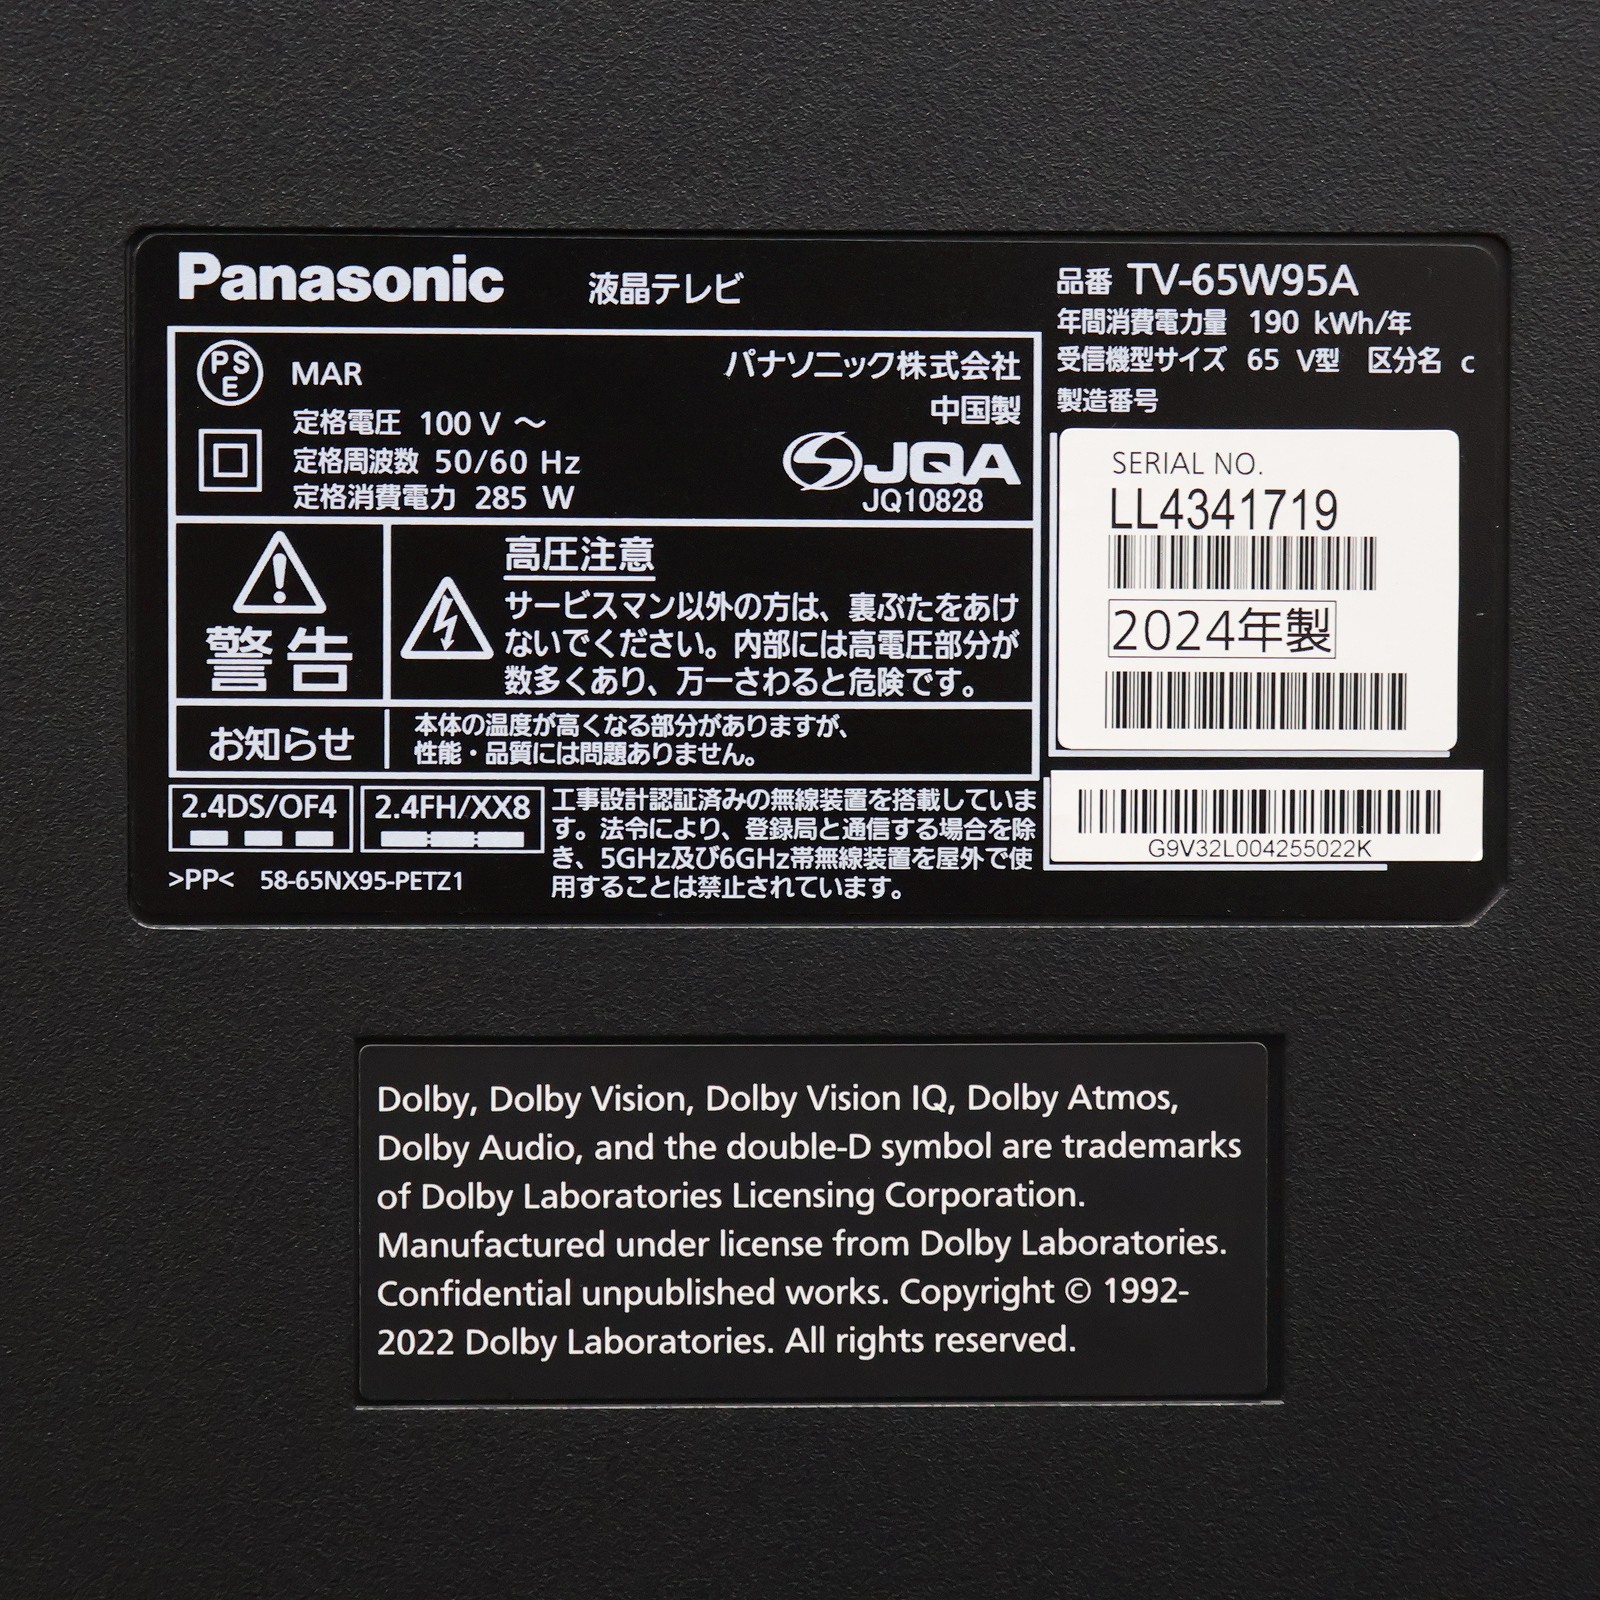 Panasonic 液晶テレビ
品番 TV-65W95A
年間消費電力量 190 kWh/年
受信機型サイズ 65 V型 区分名 c
製造番号
PSE MAR
パナソニック株式会社
中国製
定格電圧 100 V ～
定格周波数 50/60 Hz
定格消費電力 285 W
JQA
JQ10828
SERIAL NO.
LL4341719
2024年製
G9V32L004255022K
警告
高圧注意
サービスマン以外の方は、裏ぶたをあけ
ないでください。内部には高電圧部分が
数多くあり、万一さわると危険です。
お知らせ
本体の温度が高くなる部分がありますが、
性能・品質には問題ありません。
2.4DS/OF4
2.4FH/XX8
工事設計認証済みの無線装置を搭載していま
す。法令により、登録局と通信する場合を除
き、5GHz及び6GHz帯無線装置を屋外で使
用することは禁止されています。
>PP< 58-65NX95-PETZ1
Dolby, Dolby Vision, Dolby Vision IQ, Dolby Atmos,
Dolby Audio, and the double-D symbol are trademarks
of Dolby Laboratories Licensing Corporation.
Manufactured under license from Dolby Laboratories.
Confidential unpublished works. Copyright © 1992-
2022 Dolby Laboratories. All rights reserved.